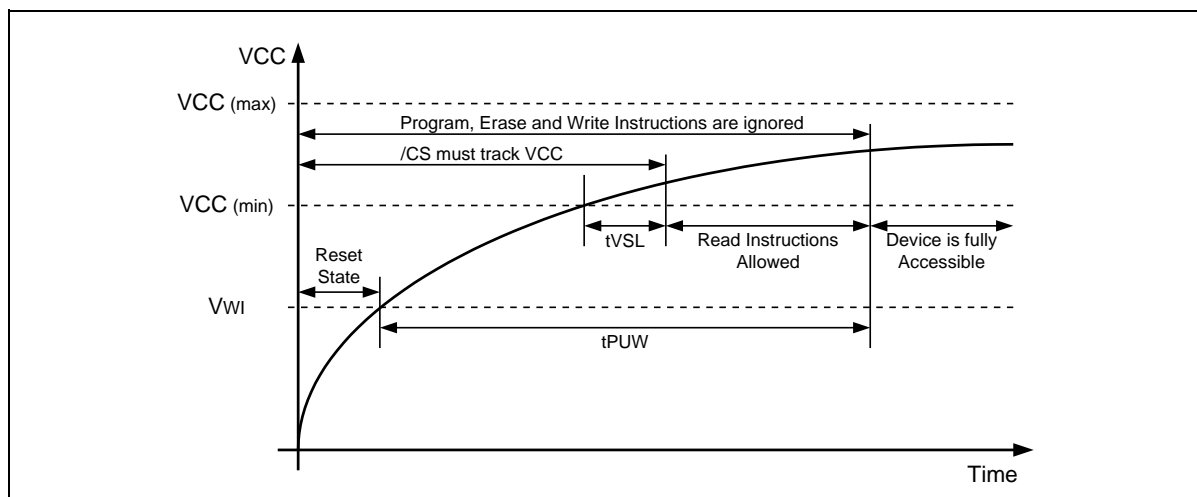 VCC
VCC (max)
Program, Erase and Write Instructions are ignored
/CS must track VCC
VCC (min)
tVSL
Read Instructions
Allowed
Device is fully
Accessible
Reset
State
VWI
tPUW
Time